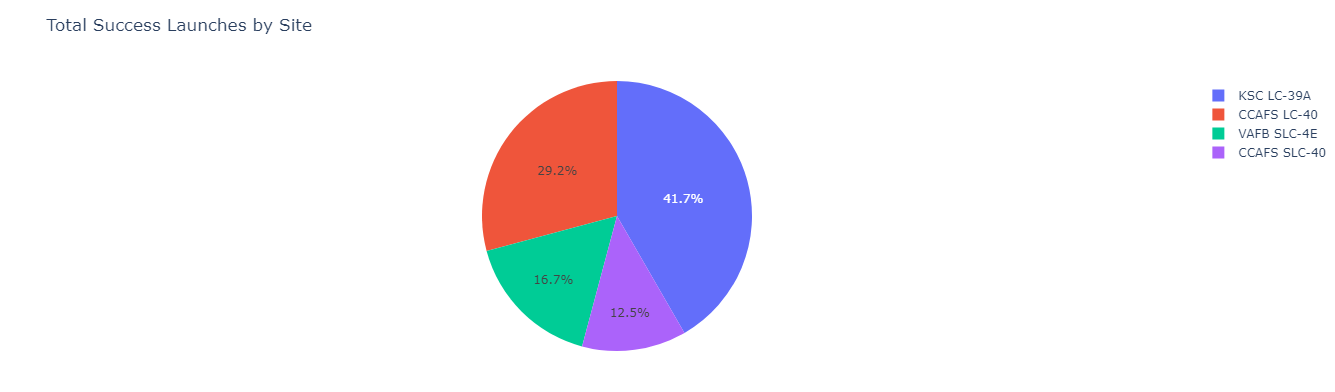 Total Success Launches by Site
KSC LC-39A
CCAFS LC-40
VAFB SLC-4E
CCAFS SLC-40
29.2%
41.7%
16.7%
12.5%